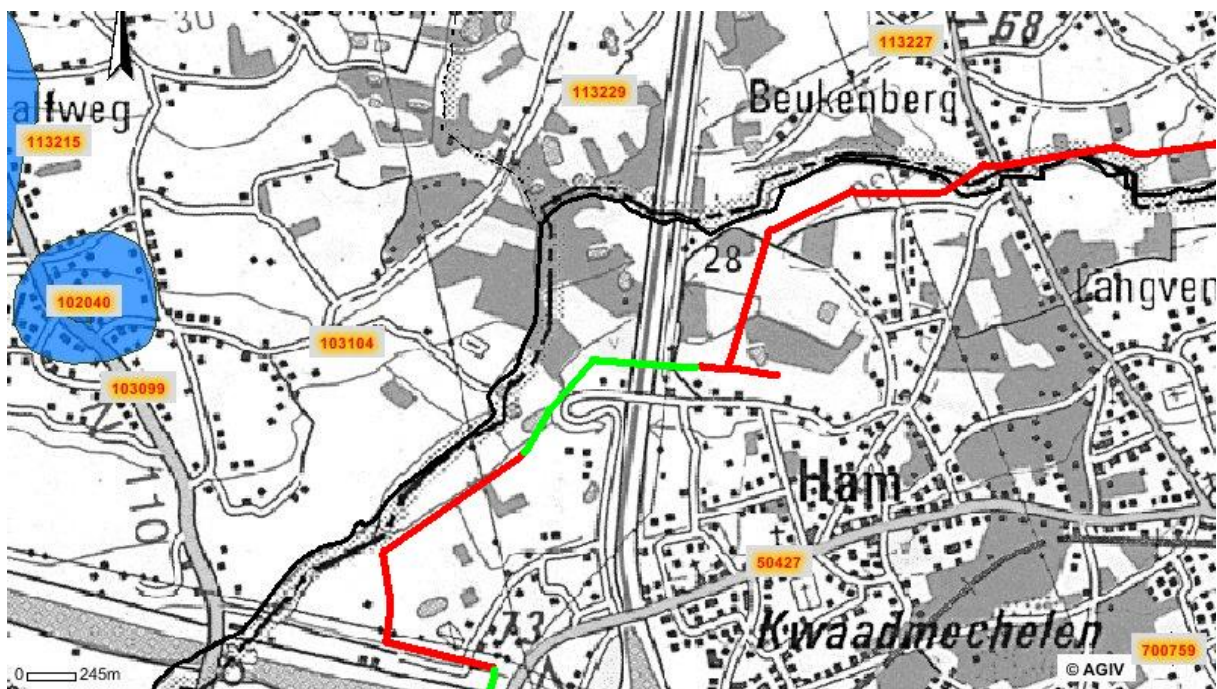 113227
68
113229
Beukenberg
alfweg
113215
30
28
102040
Langven
103104
103099
N 110
Ham
50427
73
Kwaadmechelen
700759
0 245m
© AGIV